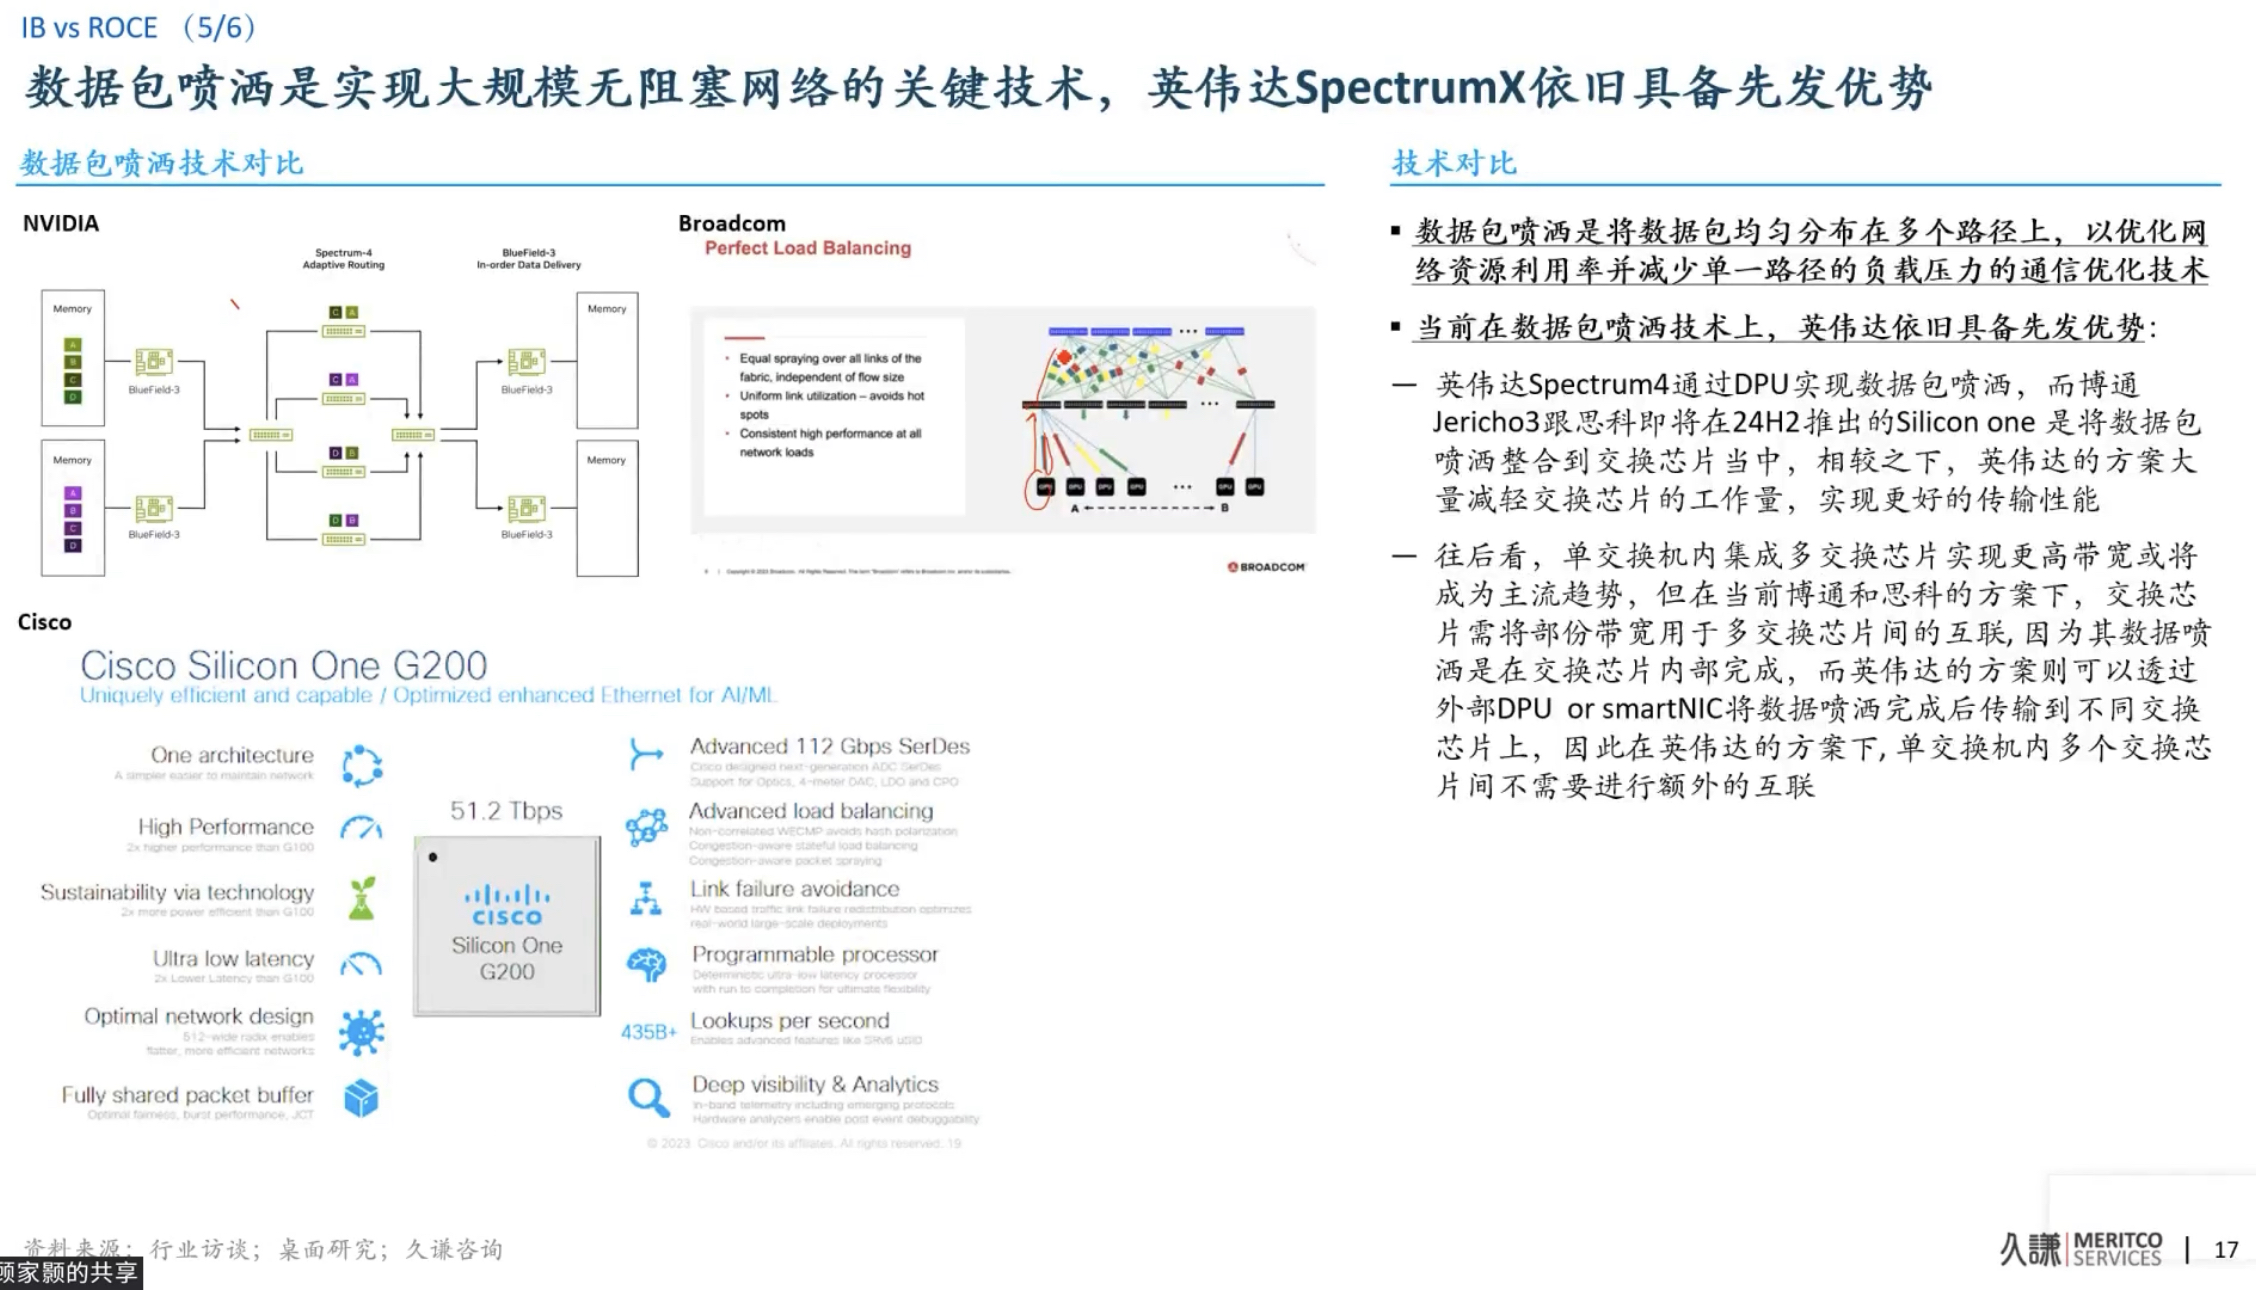 IB vs ROCE （5/6）
数据包喷洒是实现大规模无阻塞网络的关键技术，英伟达SpectrumX依旧具备先发优势
数据包喷洒技术对比
NVIDIA
Spectrum-4
Adaptive Routing
BlueField-3
In-order Data Delivery
Memory
A
B
C
D
BlueField-3
Memory
A
B
C
D
BlueField-3
C A
C A
D B
D B
BlueField-3
Memory
BlueField-3
Memory
Broadcom
Perfect Load Balancing
• Equal spraying over all links of the
fabric, independent of flow size
• Uniform link utilization – avoids hot
spots
• Consistent high performance at all
network loads
GPU GPU GPU GPU ... GPU GPU
A B
Copyright © 2023 Broadcom. All Rights Reserved. The term "Broadcom" refers to Broadcom Inc. and/or its subsidiaries.
BROADCOM
Cisco
Cisco Silicon One G200
Uniquely efficient and capable / Optimized enhanced Ethernet for AI/ML
One architecture
A simpler easier to maintain network
High Performance
2x higher performance than G100
Sustainability via technology
2x more power efficient than G100
Ultra low latency
2x Lower Latency than G100
Optimal network design
512-wide radix enables
flatter, more efficient networks
Fully shared packet buffer
Optimal fairness, burst performance, JCT
51.2 Tbps
CISCO
Silicon One
G200
Advanced 112 Gbps SerDes
Cisco designed next-generation ADC SerDes
Support for Optics, 4-meter DAC, LDO and CPO
Advanced load balancing
Non-correlated WECMP avoids hash polarization
Congestion-aware stateful load balancing
Congestion-aware packet spraying
Link failure avoidance
HW based traffic link failure redistribution optimizes
real-world large-scale deployments
Programmable processor
Deterministic ultra-low latency processor
with run to completion for ultimate flexibility
435B+
Lookups per second
Enables advanced features like SRv6 uSID
Deep visibility & Analytics
In-band telemetry including emerging protocols
Hardware analyzers enable post event debuggability
© 2023 Cisco and/or its affiliates. All rights reserved. 19
技术对比
▪ 数据包喷洒是将数据包均匀分布在多个路径上，以优化网
络资源利用率并减少单一路径的负载压力的通信优化技术
▪ 当前在数据包喷洒技术上，英伟达依旧具备先发优势：
— 英伟达Spectrum4通过DPU实现数据包喷洒，而博通
Jericho3跟思科即将在24H2推出的Silicon one 是将数据包
喷洒整合到交换芯片当中，相较之下，英伟达的方案大
量减轻交换芯片的工作量，实现更好的传输性能
— 往后看，单交换机内集成多交换芯片实现更高带宽或将
成为主流趋势，但在当前博通和思科的方案下，交换芯
片需将部份带宽用于多交换芯片间的互联,因为其数据喷
洒是在交换芯片内部完成，而英伟达的方案则可以透过
外部DPU or smartNIC将数据喷洒完成后传输到不同交换
芯片上，因此在英伟达的方案下,单交换机内多个交换芯
片间不需要进行额外的互联
资料来源：行业访谈；桌面研究；久谦咨询
顾家颢的共享
久謙 MERITCO
SERVICES
17